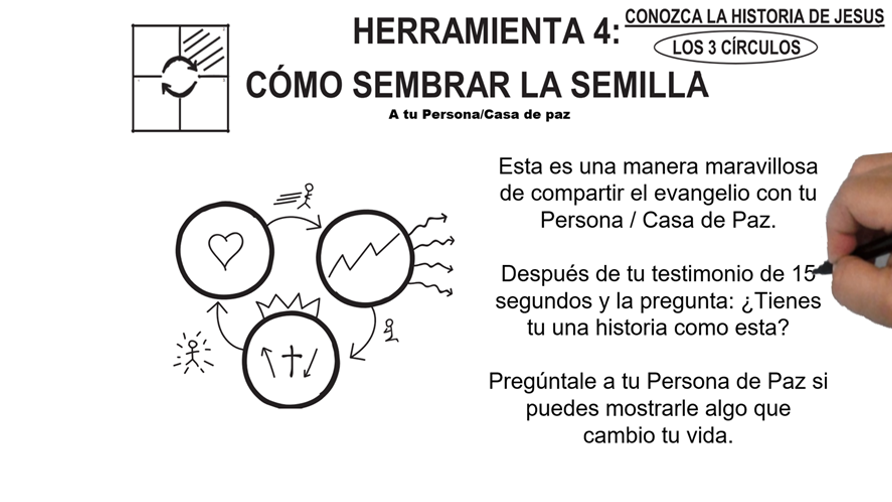 HERRAMIENTA 4:
CONOZCA LA HISTORIA DE JESUS
LOS 3 CÍRCULOS
CÓMO SEMBRAR LA SEMILLA
A tu Persona/Casa de paz
Esta es una manera maravillosa
de compartir el evangelio con tu
Persona / Casa de Paz.
Después de tu testimonio de 15
segundos y la pregunta: ¿Tienes
tu una historia como esta?
Pregúntale a tu Persona de Paz si
puedes mostrarle algo que
cambio tu vida.